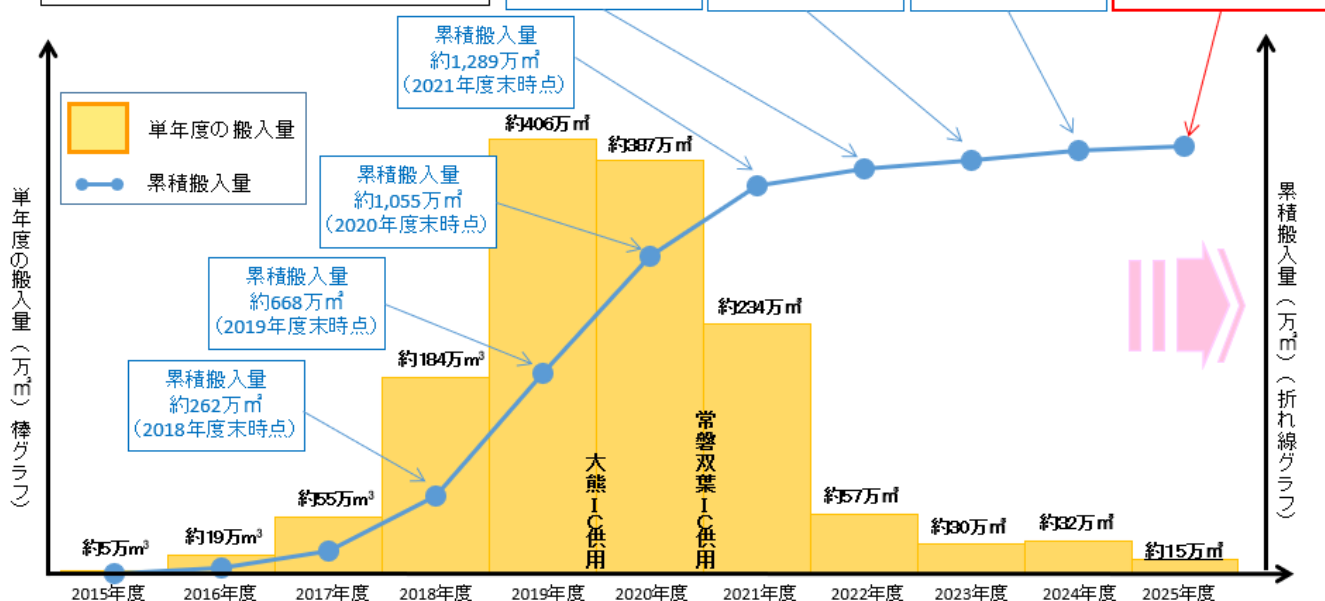 累積搬入量
約1,289万㎥
（2021年度末時点）
単年度の搬入量
累積搬入量
約406万㎥
約387万㎥
累積搬入量
約1,055万㎥
（2020年度末時点）
単年度の搬入量（万㎥）棒グラフ）
累積搬入量（万㎥）（折れ線グラフ）
累積搬入量
約668万㎥
（2019年度末時点）
約234万㎥
約184万m³
累積搬入量
約262万㎥
（2018年度末時点）
大熊IC供用
常磐双葉IC供用
約5万m³
約19万m³
約55万m³
約57万㎥
約30万㎥
約32万㎥
約15万㎥
2015年度
2016年度
2017年度
2018年度
2019年度
2020年度
2021年度
2022年度
2023年度
2024年度
2025年度